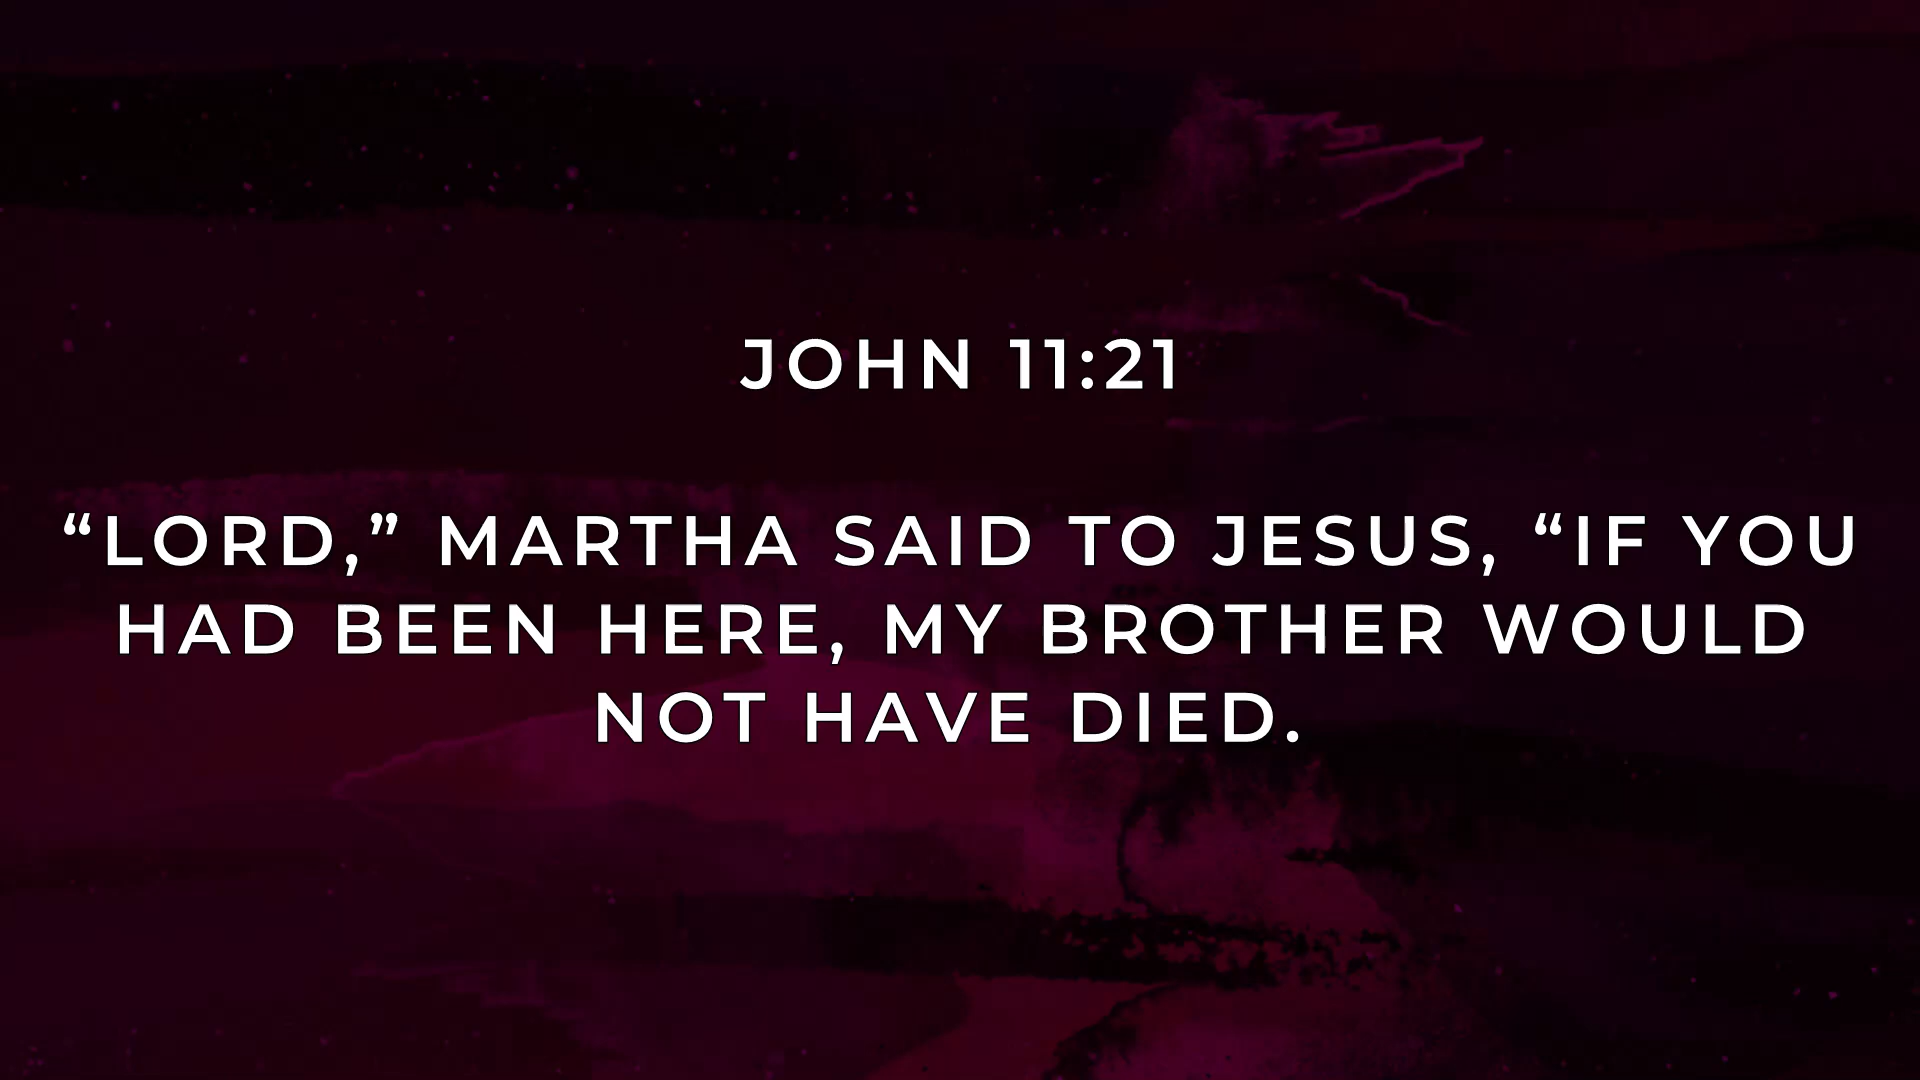 JOHN 11:21
“LORD,” MARTHA SAID TO JESUS, “IF YOU
HAD BEEN HERE, MY BROTHER WOULD
NOT HAVE DIED.